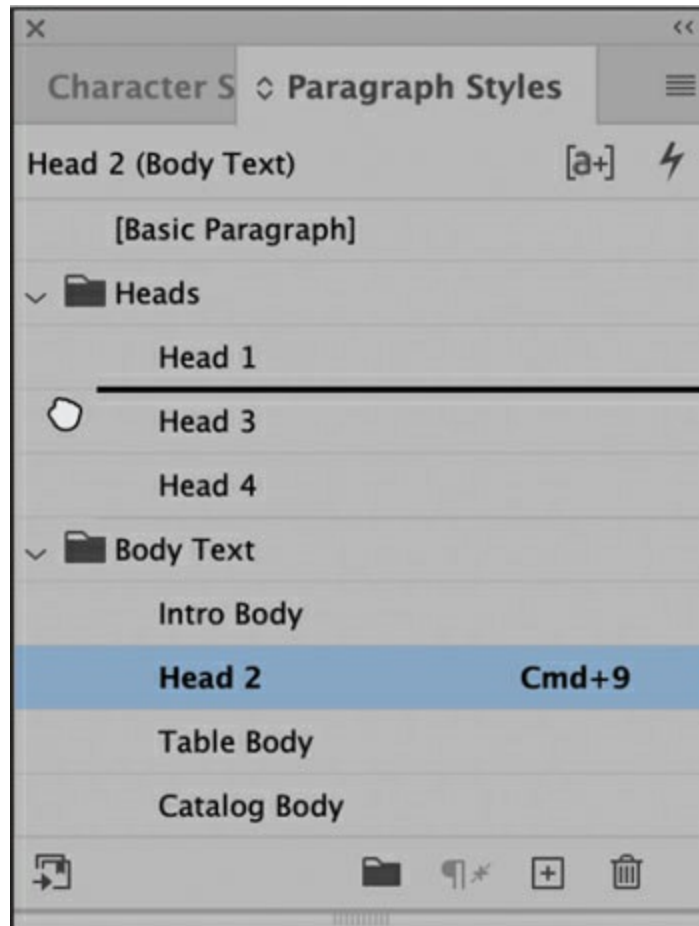 Character S Paragraph Styles
Head 2 (Body Text) [a+]
[Basic Paragraph]
Heads
Head 1
Head 3
Head 4
Body Text
Intro Body
Head 2 Cmd+9
Table Body
Catalog Body